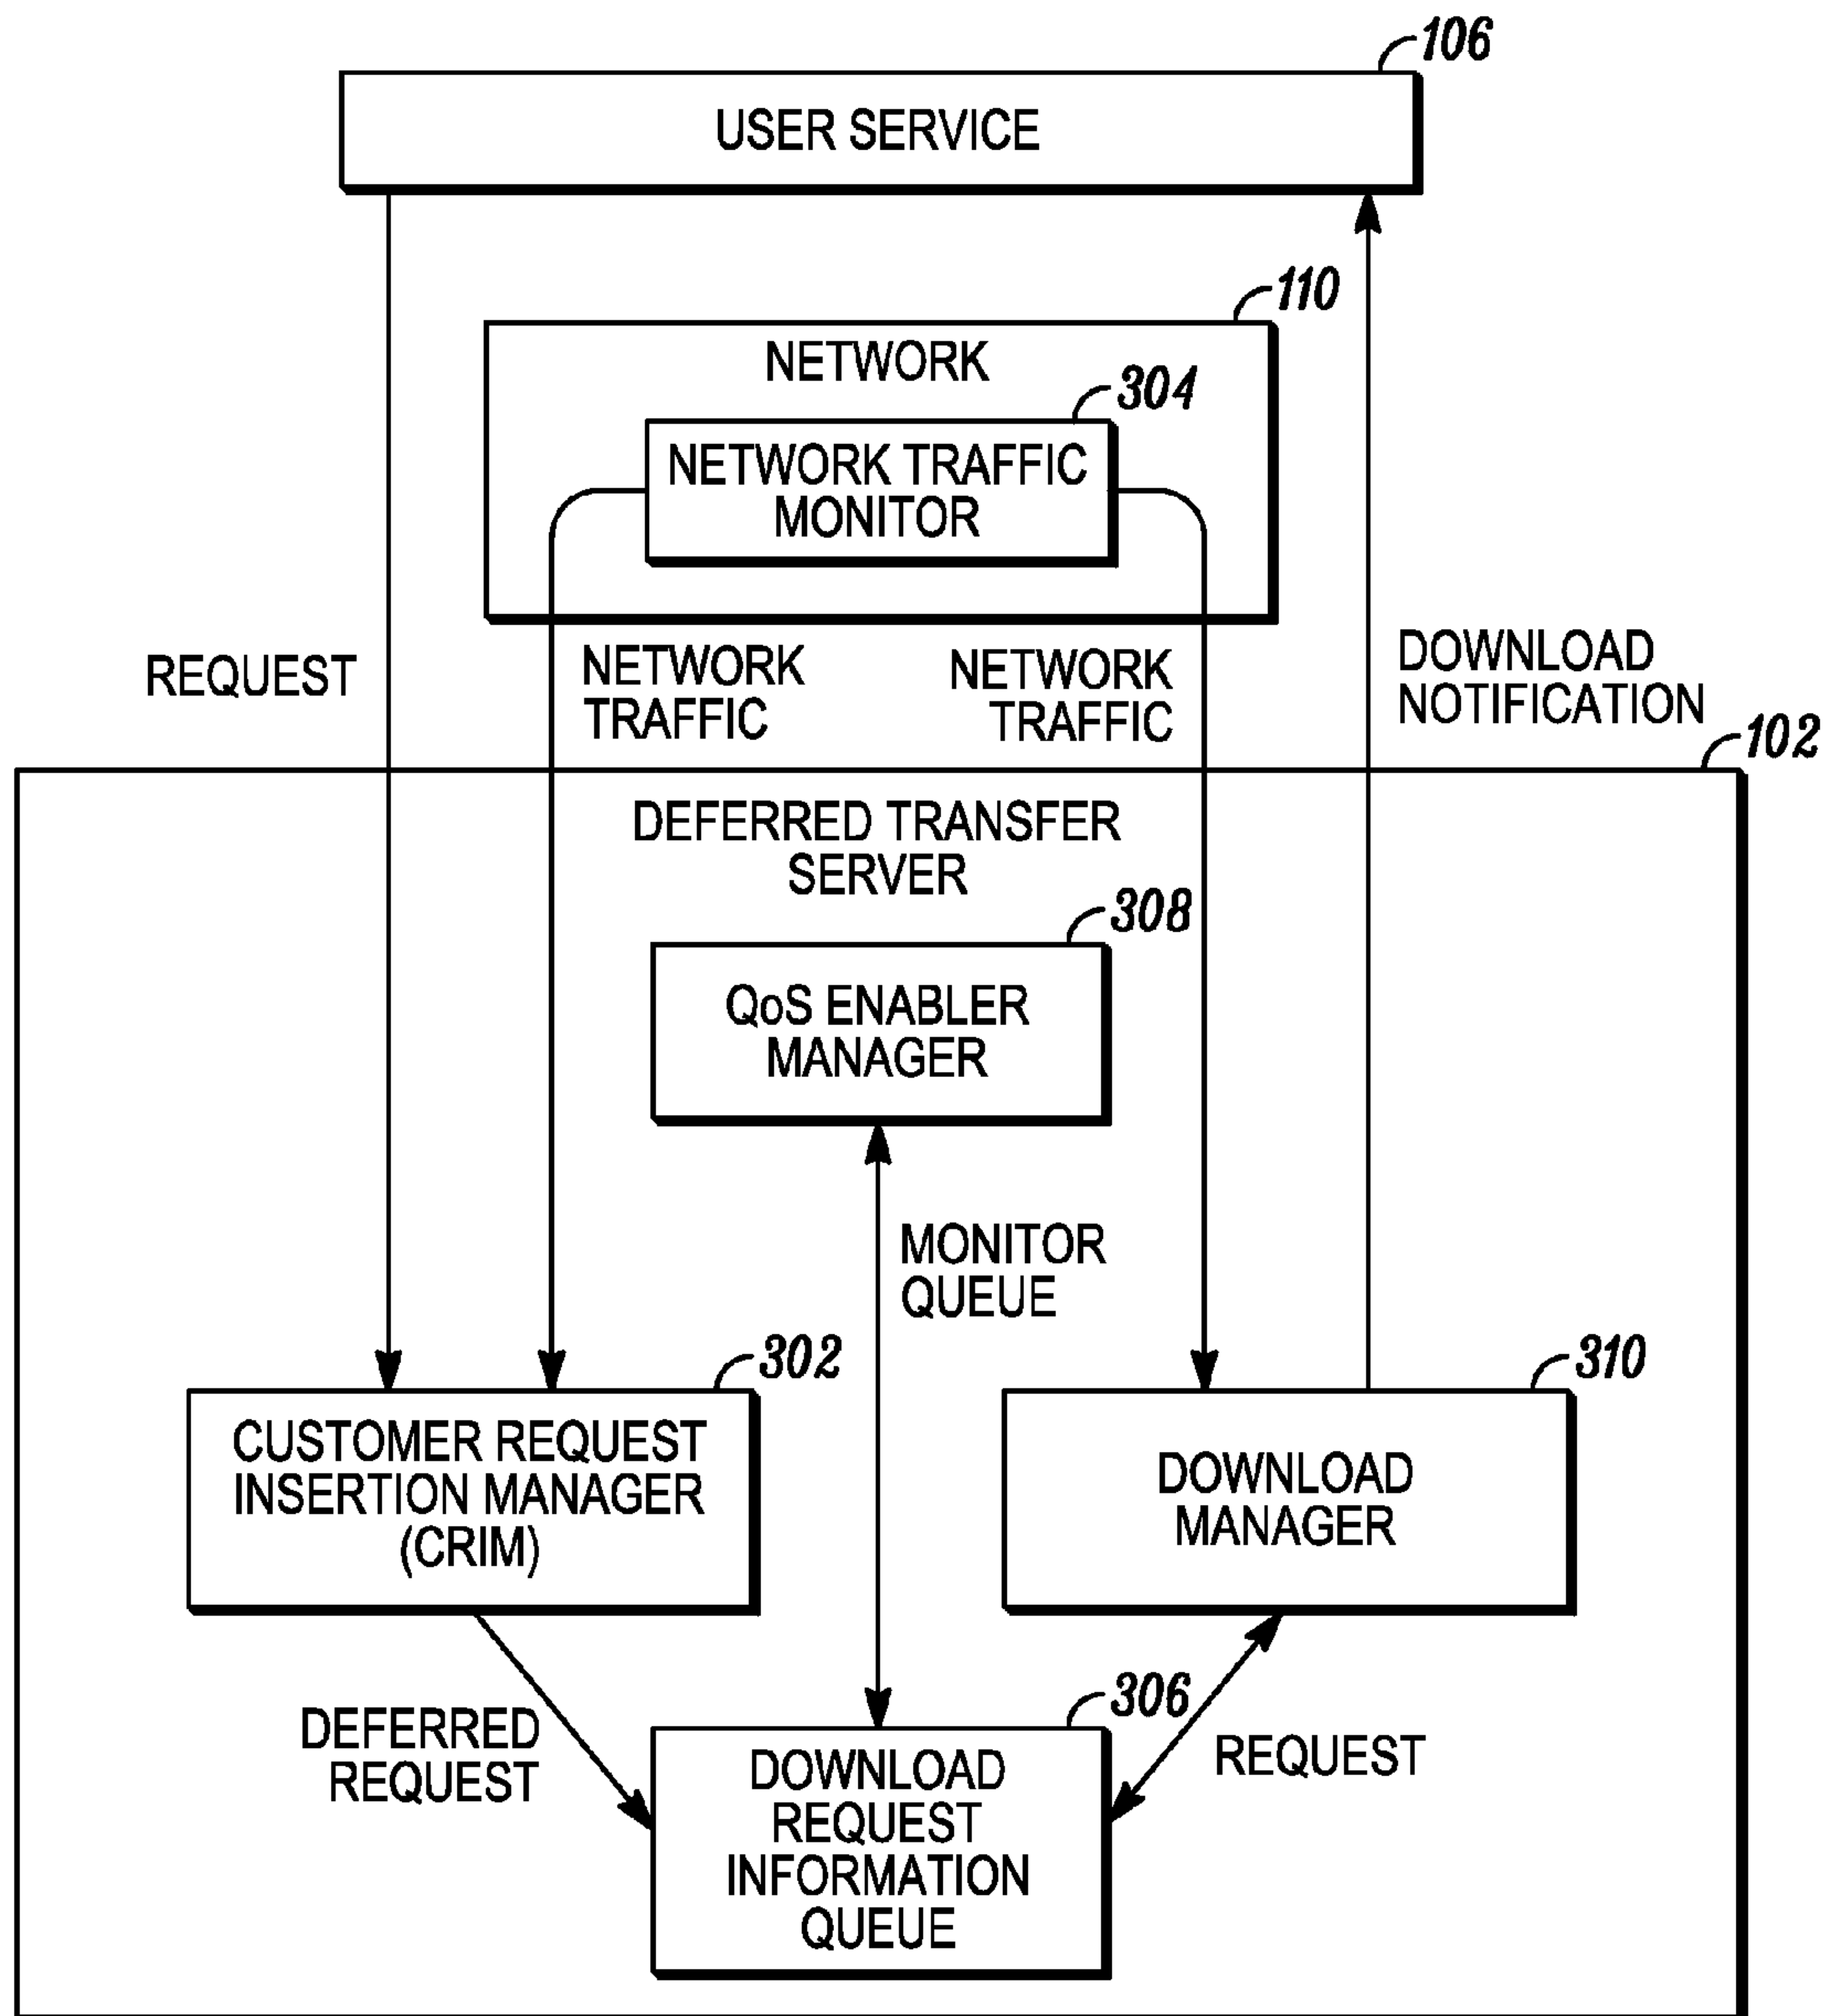 106
USER SERVICE
110
NETWORK
304
NETWORK TRAFFIC
MONITOR
REQUEST
NETWORK
TRAFFIC
NETWORK
TRAFFIC
DOWNLOAD
NOTIFICATION
102
DEFERRED TRANSFER
SERVER
308
QoS ENABLER
MANAGER
MONITOR
QUEUE
302
CUSTOMER REQUEST
INSERTION MANAGER
(CRIM)
310
DOWNLOAD
MANAGER
DEFERRED
REQUEST
306
DOWNLOAD
REQUEST
INFORMATION
QUEUE
REQUEST